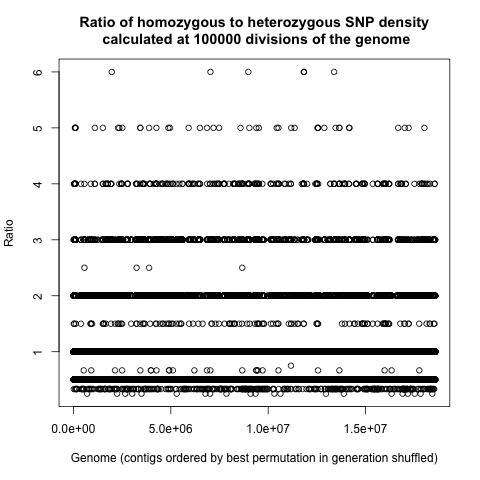 Ratio of homozygous to heterozygous SNP density
calculated at 100000 divisions of the genome
6
5
4
3
2
1
Ratio
0.0e+00 5.0e+06 1.0e+07 1.5e+07
Genome (contigs ordered by best permutation in generation shuffled)